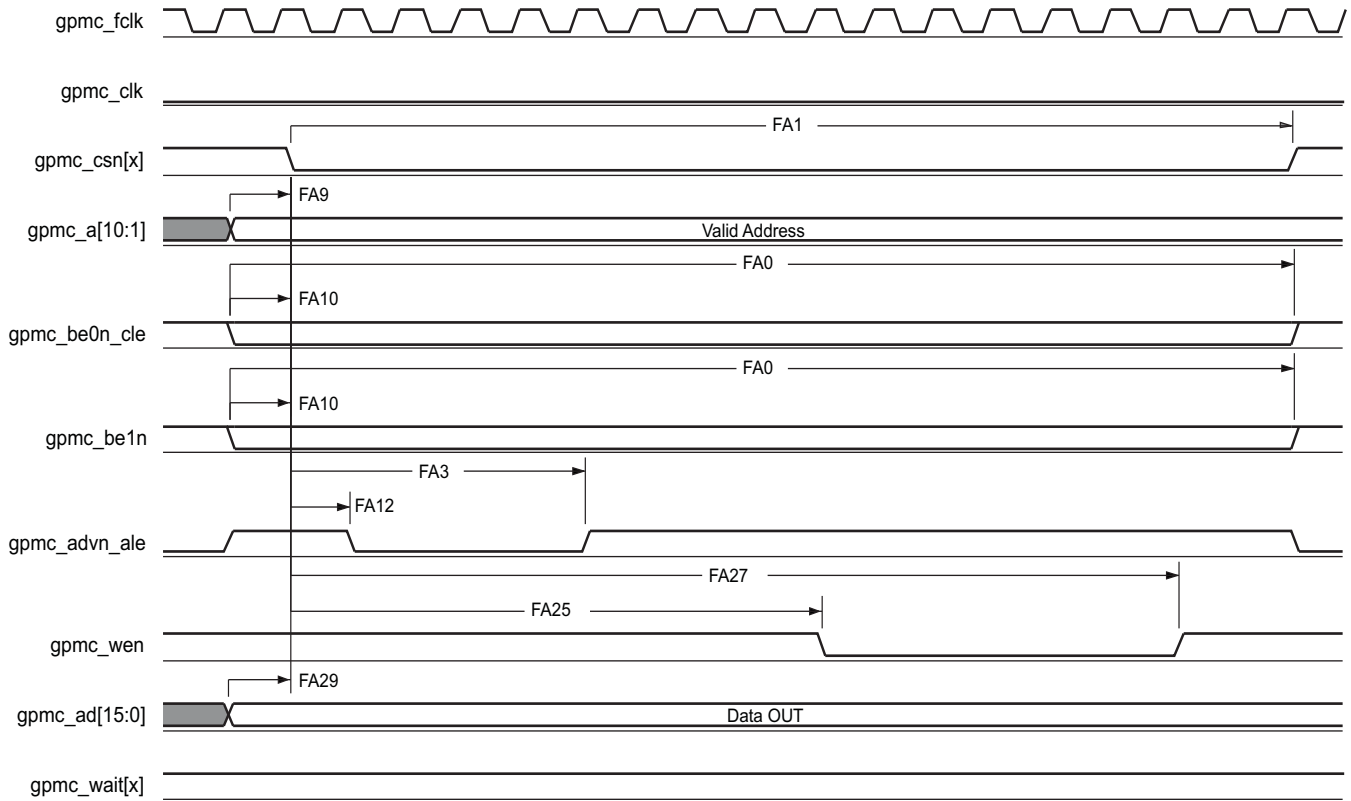 gpmc_fclk
gpmc_clk
FA1
gpmc_csn[x]
FA9
gpmc_a[10:1]
Valid Address
FA0
FA10
gpmc_be0n_cle
FA0
FA10
gpmc_be1n
FA3
FA12
gpmc_advn_ale
FA27
FA25
gpmc_wen
FA29
gpmc_ad[15:0]
Data OUT
gpmc_wait[x]